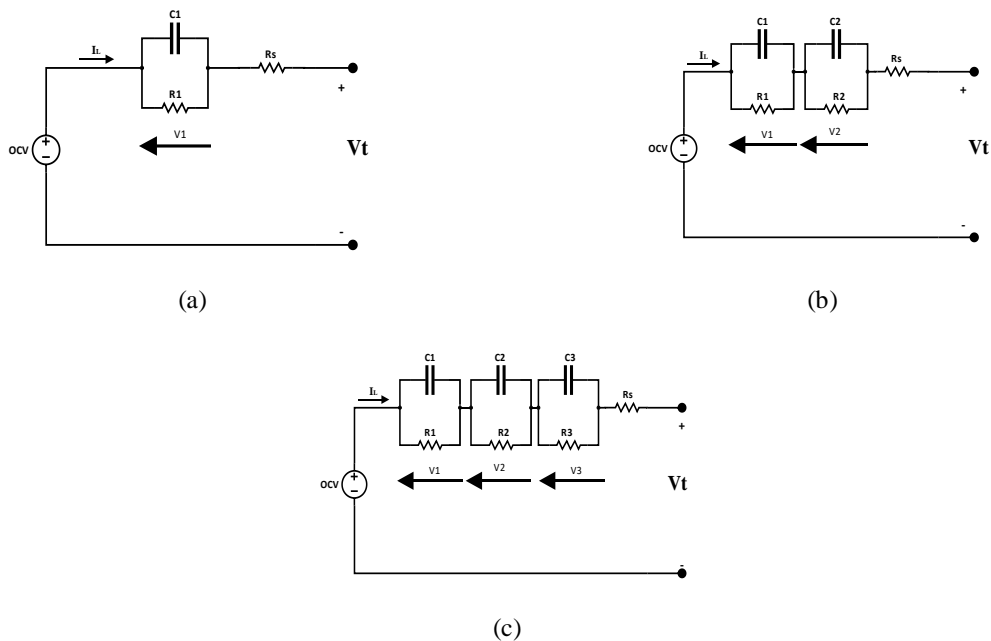 C1
IL
Rs
R1
+
V1
OCV
Vt
-
(a)
C1
C2
IL
Rs
R1
R2
+
V1
V2
OCV
Vt
-
(b)
C1
C2
C3
IL
Rs
R1
R2
R3
+
V1
V2
V3
OCV
Vt
-
(c)